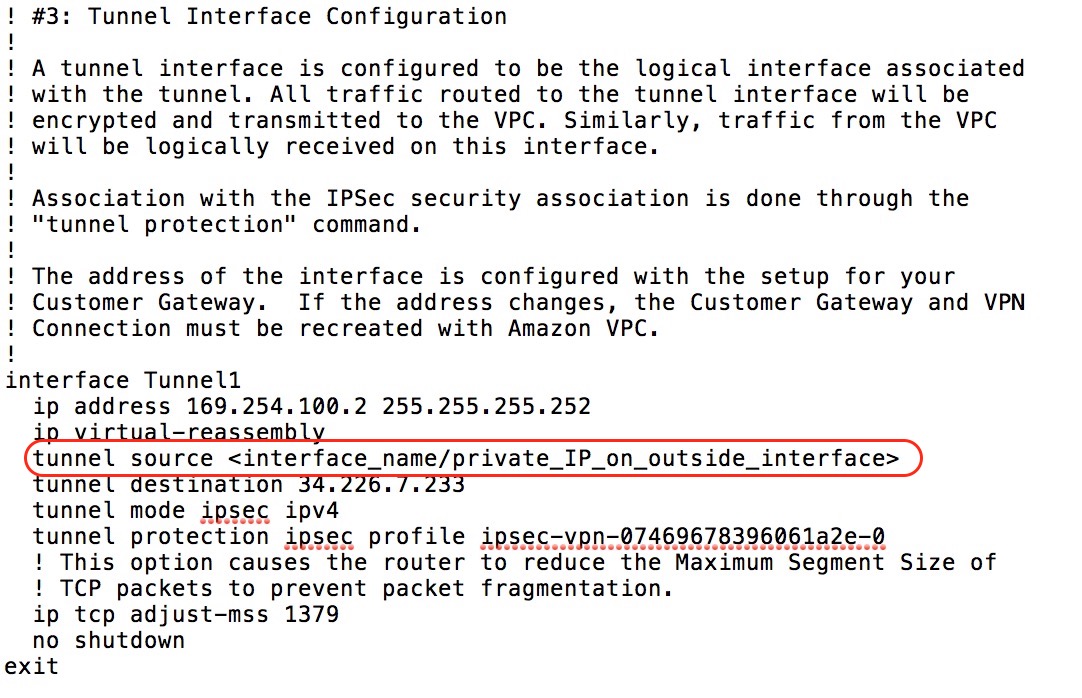 ! #3: Tunnel Interface Configuration
!
! A tunnel interface is configured to be the logical interface associated
! with the tunnel. All traffic routed to the tunnel interface will be
! encrypted and transmitted to the VPC. Similarly, traffic from the VPC
! will be logically received on this interface.
!
! Association with the IPSec security association is done through the
! "tunnel protection" command.
!
! The address of the interface is configured with the setup for your
! Customer Gateway.  If the address changes, the Customer Gateway and VPN
! Connection must be recreated with Amazon VPC.
!
interface Tunnel1
  ip address 169.254.100.2 255.255.255.252
  ip virtual-reassembly
  tunnel source <interface_name/private_IP_on_outside_interface>
  tunnel destination 34.226.7.233
  tunnel mode ipsec ipv4
  tunnel protection ipsec profile ipsec-vpn-07469678396061a2e-0
  ! This option causes the router to reduce the Maximum Segment Size of
  ! TCP packets to prevent packet fragmentation.
  ip tcp adjust-mss 1379
  no shutdown
exit